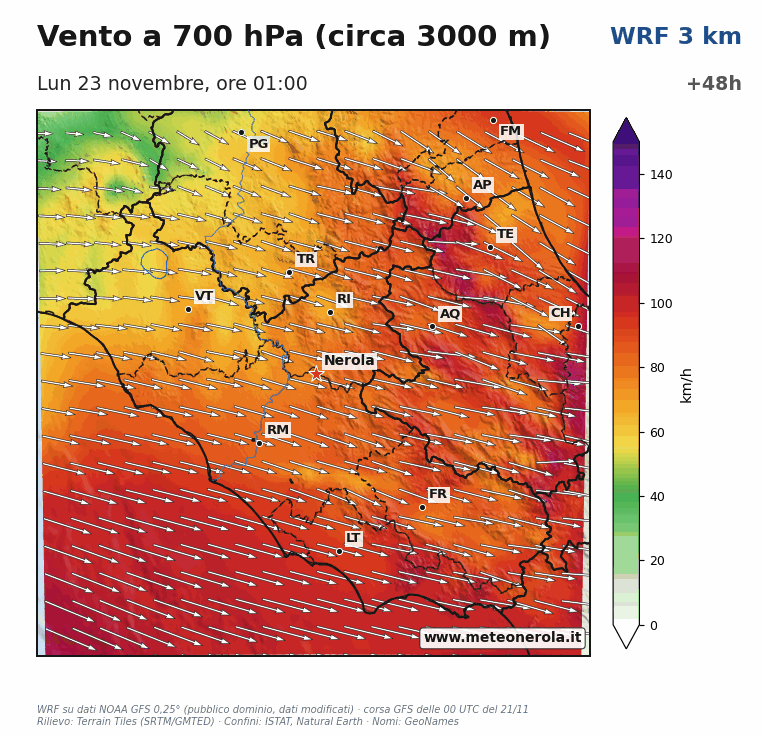 Vento a 700 hPa (circa 3000 m)
WRF 3 km
Lun 23 novembre, ore 01:00
+48h
PG
FM
AP
TE
TR
VT
RI
AQ
CH
Nerola
RM
FR
LT
www.meteonerola.it
140
120
100
80
60
40
20
0
km/h
WRF su dati NOAA GFS 0,25° (pubblico dominio, dati modificati) · corsa GFS delle 00 UTC del 21/11
Rilievo: Terrain Tiles (SRTM/GMTED) · Confini: ISTAT, Natural Earth · Nomi: GeoNames